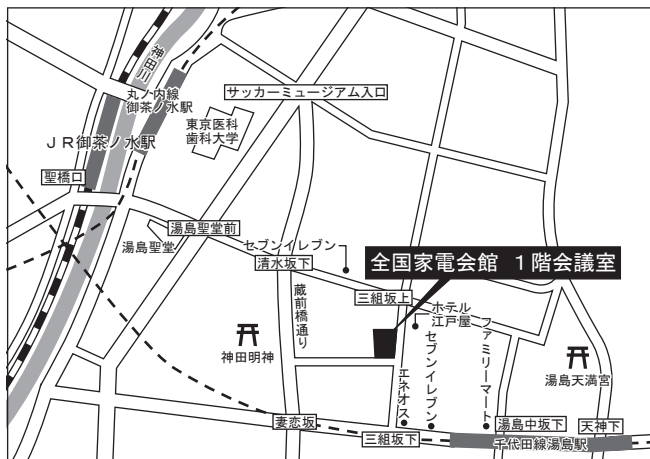 神田川
丸ノ内線
御茶ノ水駅
サッカーミュージアム入口
東京医科
歯科大学
ＪＲ御茶ノ水駅
聖橋口
湯島聖堂前
湯島聖堂
セブンイレブン
清水坂下
全国家電会館 １階会議室
三組坂上
蔵前橋通り
ホテル
江戸屋
神田明神
エネオス
セブンイレブン
ファミリーマート
湯島天満宮
妻恋坂
三組坂下
湯島中坂下
天神下
千代田線湯島駅